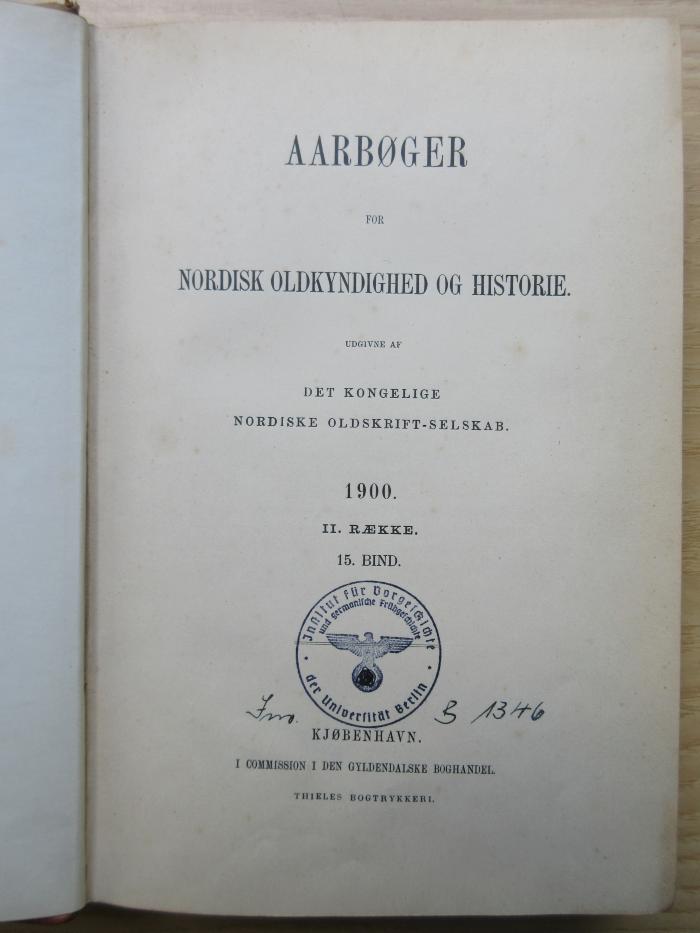 AARBØGER
FOR
NORDISK OLDKYNDIGHED OG HISTORIE.
UDGIVNE AF
DET KONGELIGE
NORDISKE OLDSKRIFT-SELSKAB.
1900.
II. RÆKKE.
15. BIND.
Institut für Vorgeschichte
und germanische Frühgeschichte
der Universität Berlin
Inv. B 1346
KJØBENHAVN.
I COMMISSION I DEN GYLDENDALSKE BOGHANDEL.
THIELES BOGTRYKKERI.